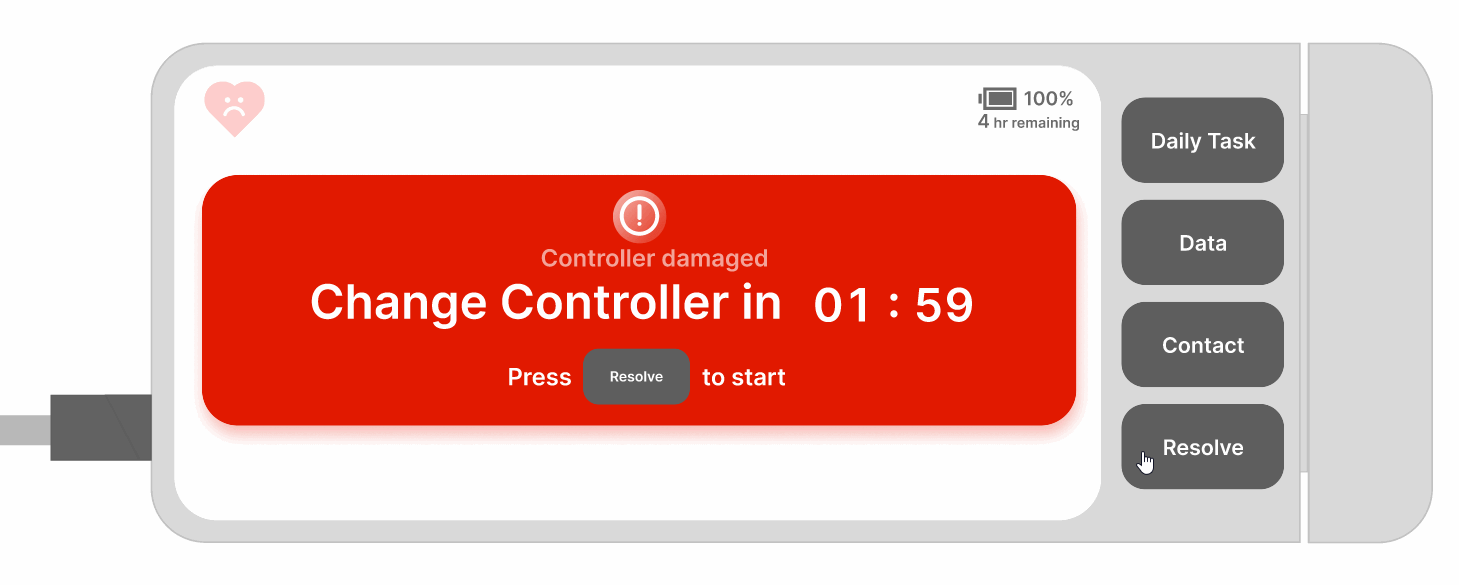 100%
4 hr remaining
Controller damaged
Change Controller in 01 : 59
Press Resolve to start
Daily Task
Data
Contact
Resolve